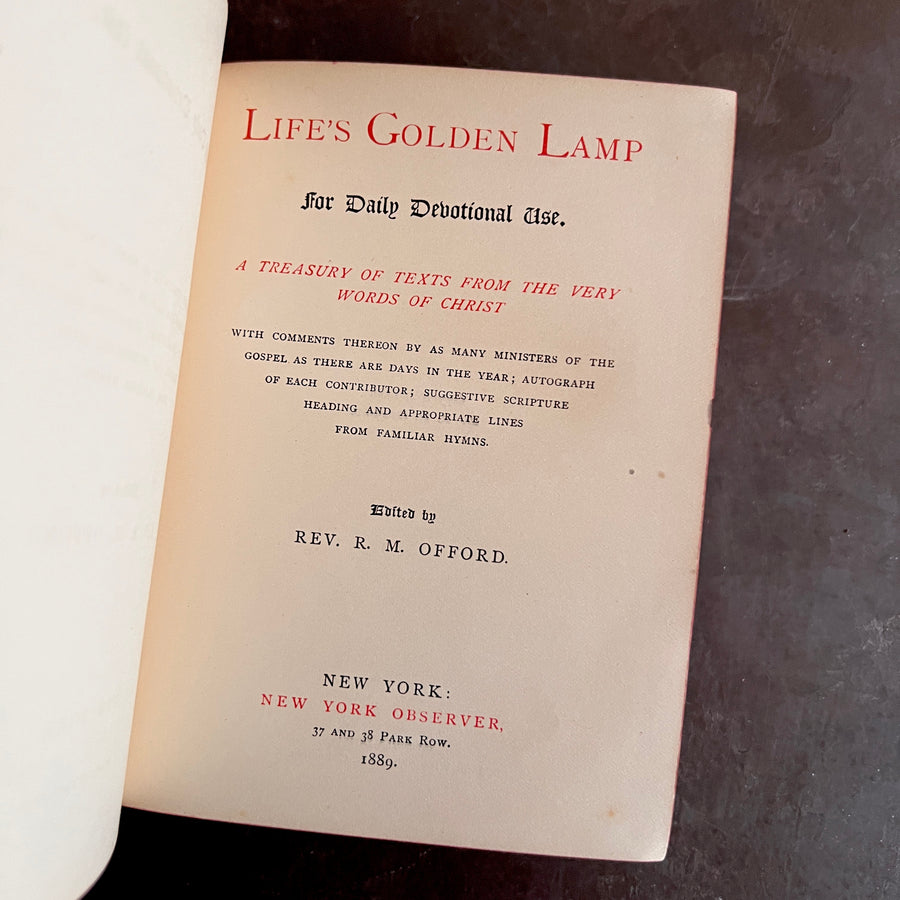 LIFE'S GOLDEN LAMP
For Daily Devotional Use.
A TREASURY OF TEXTS FROM THE VERY
WORDS OF CHRIST
WITH COMMENTS THEREON BY AS MANY MINISTERS OF THE
GOSPEL AS THERE ARE DAYS IN THE YEAR; AUTOGRAPH
OF EACH CONTRIBUTOR; SUGGESTIVE SCRIPTURE
HEADING AND APPROPRIATE LINES
FROM FAMILIAR HYMNS.
Edited by
REV. R. M. OFFORD.
NEW YORK:
NEW YORK OBSERVER,
37 AND 38 PARK ROW.
1889.